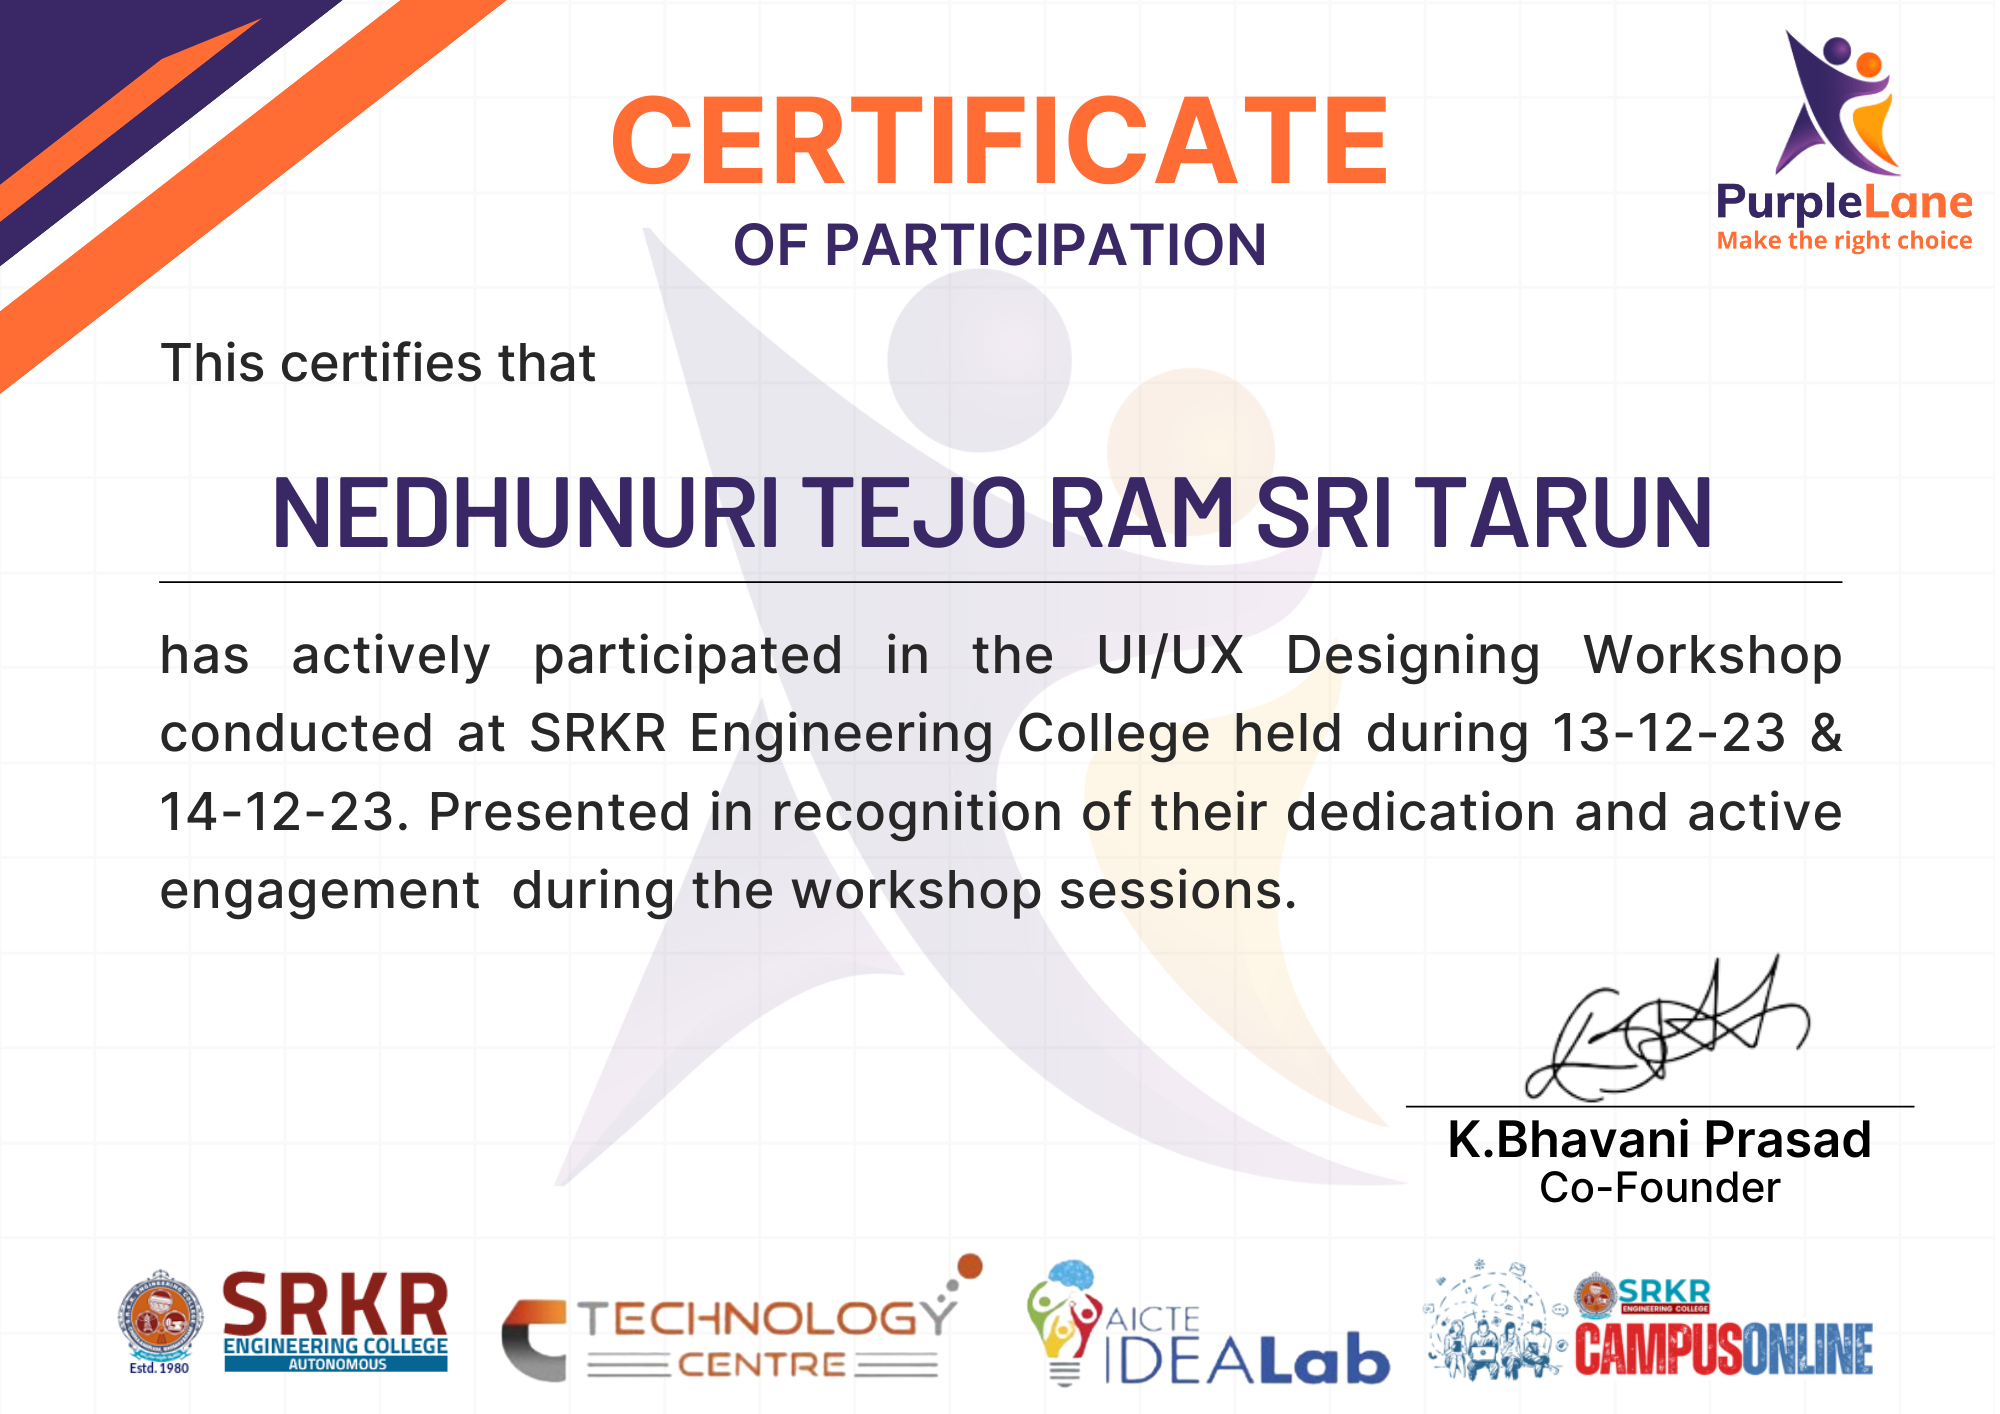 CERTIFICATE
OF PARTICIPATION
PurpleLane
Make the right choice
This certifies that
NEDHUNURI TEJO RAM SRI TARUN
has actively participated in the UI/UX Designing Workshop
conducted at SRKR Engineering College held during 13-12-23 &
14-12-23. Presented in recognition of their dedication and active
engagement during the workshop sessions.
K.Bhavani Prasad
Co-Founder
Estd. 1980
SRKR
ENGINEERING COLLEGE
AUTONOMOUS
TECHNOLOGY
CENTRE
AICTE
IDEALab
SRKR
ENGINEERING COLLEGE
CAMPUSONLINE